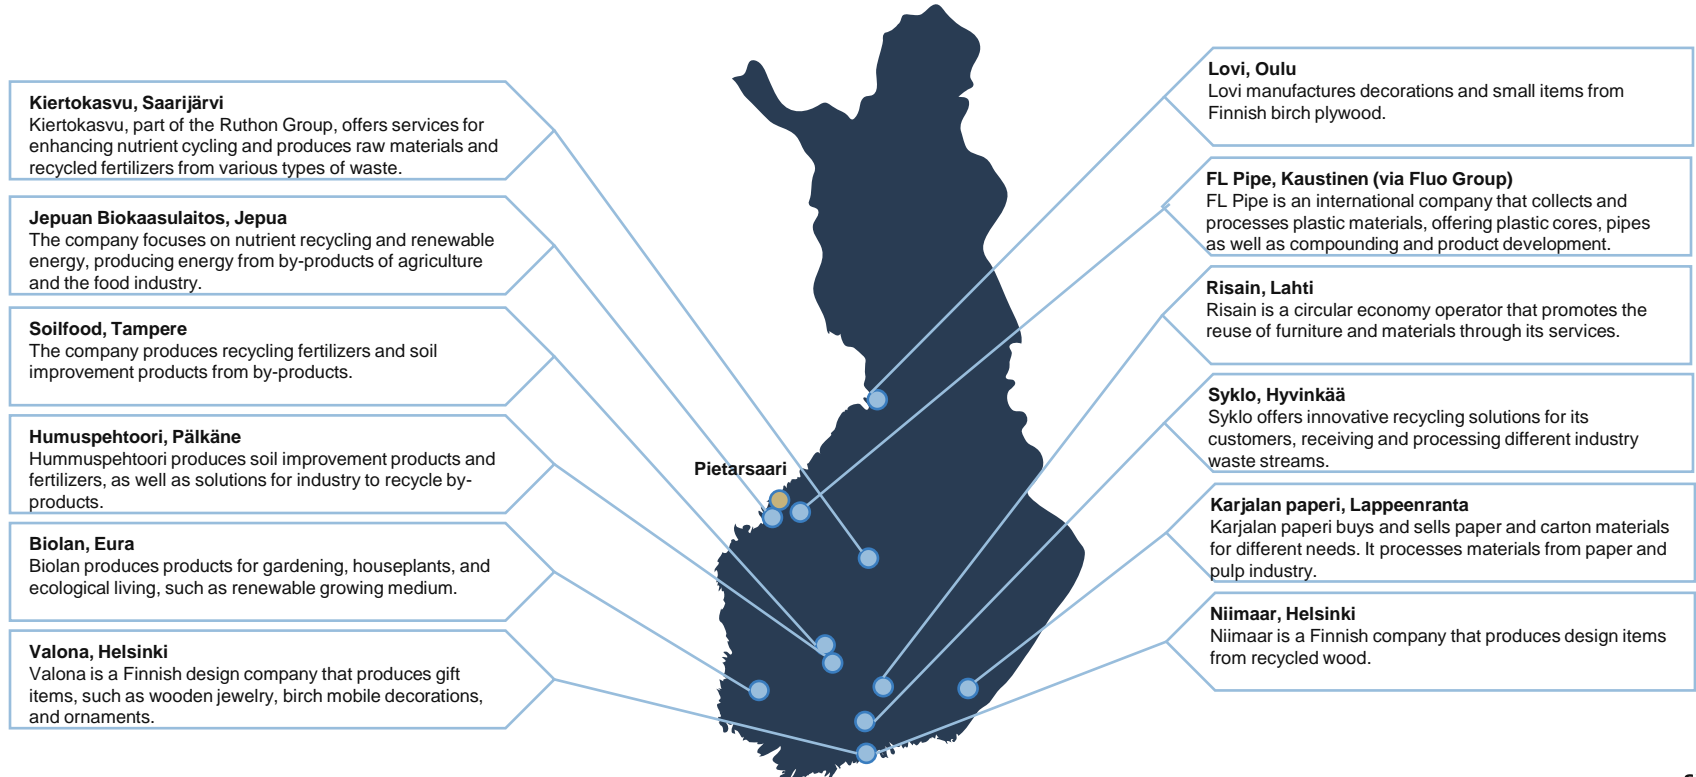 Kiertokasvu, Saarijärvi
Kiertokasvu, part of the Ruthon Group, offers services for
enhancing nutrient cycling and produces raw materials and
recycled fertilizers from various types of waste.
Jepuan Biokaasulaitos, Jepua
The company focuses on nutrient recycling and renewable
energy, producing energy from by-products of agriculture
and the food industry.
Soilfood, Tampere
The company produces recycling fertilizers and soil
improvement products from by-products.
Humuspehtoori, Pälkäne
Hummuspehtoori produces soil improvement products and
fertilizers, as well as solutions for industry to recycle by-
products.
Biolan, Eura
Biolan produces products for gardening, houseplants, and
ecological living, such as renewable growing medium.
Valona, Helsinki
Valona is a Finnish design company that produces gift
items, such as wooden jewelry, birch mobile decorations,
and ornaments.
Pietarsaari
Lovi, Oulu
Lovi manufactures decorations and small items from
Finnish birch plywood.
FL Pipe, Kaustinen (via Fluo Group)
FL Pipe is an international company that collects and
processes plastic materials, offering plastic cores, pipes
as well as compounding and product development.
Risain, Lahti
Risain is a circular economy operator that promotes the
reuse of furniture and materials through its services.
Syklo, Hyvinkää
Syklo offers innovative recycling solutions for its
customers, receiving and processing different industry
waste streams.
Karjalan paperi, Lappeenranta
Karjalan paperi buys and sells paper and carton materials
for different needs. It processes materials from paper and
pulp industry.
Niimaar, Helsinki
Niimaar is a Finnish company that produces design items
from recycled wood.